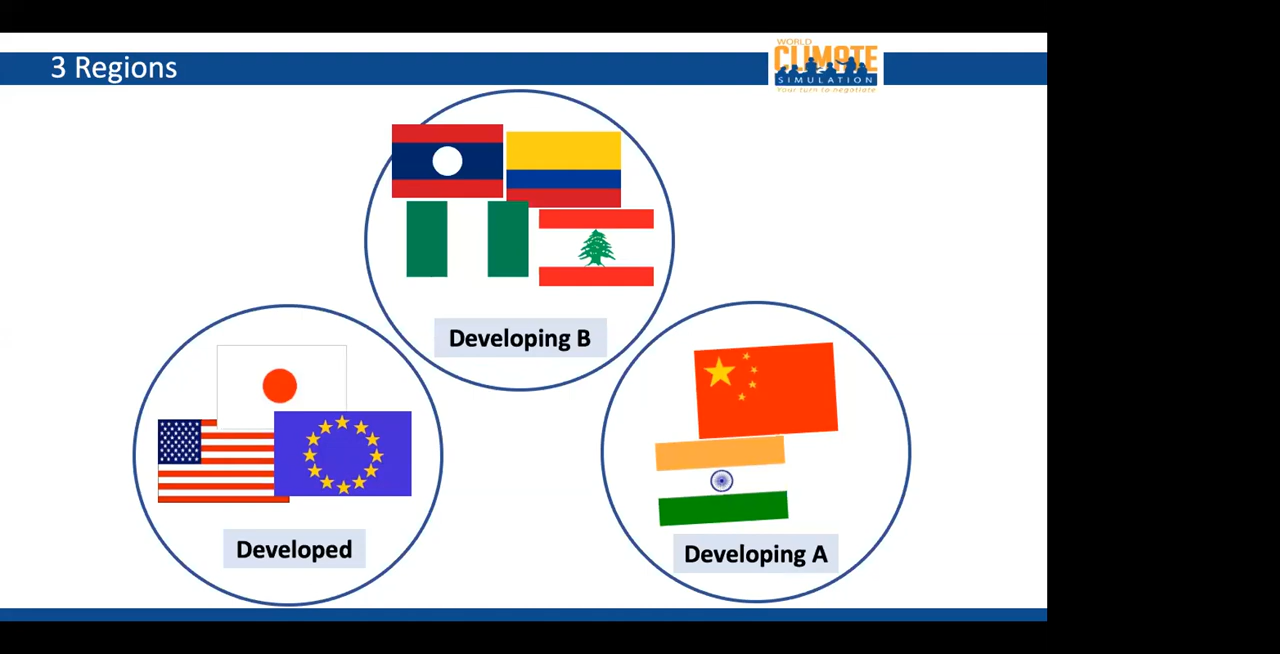 3 Regions
WORLD
CLIMATE
SIMULATION
Your turn to negotiate
Developing B
Developed
Developing A